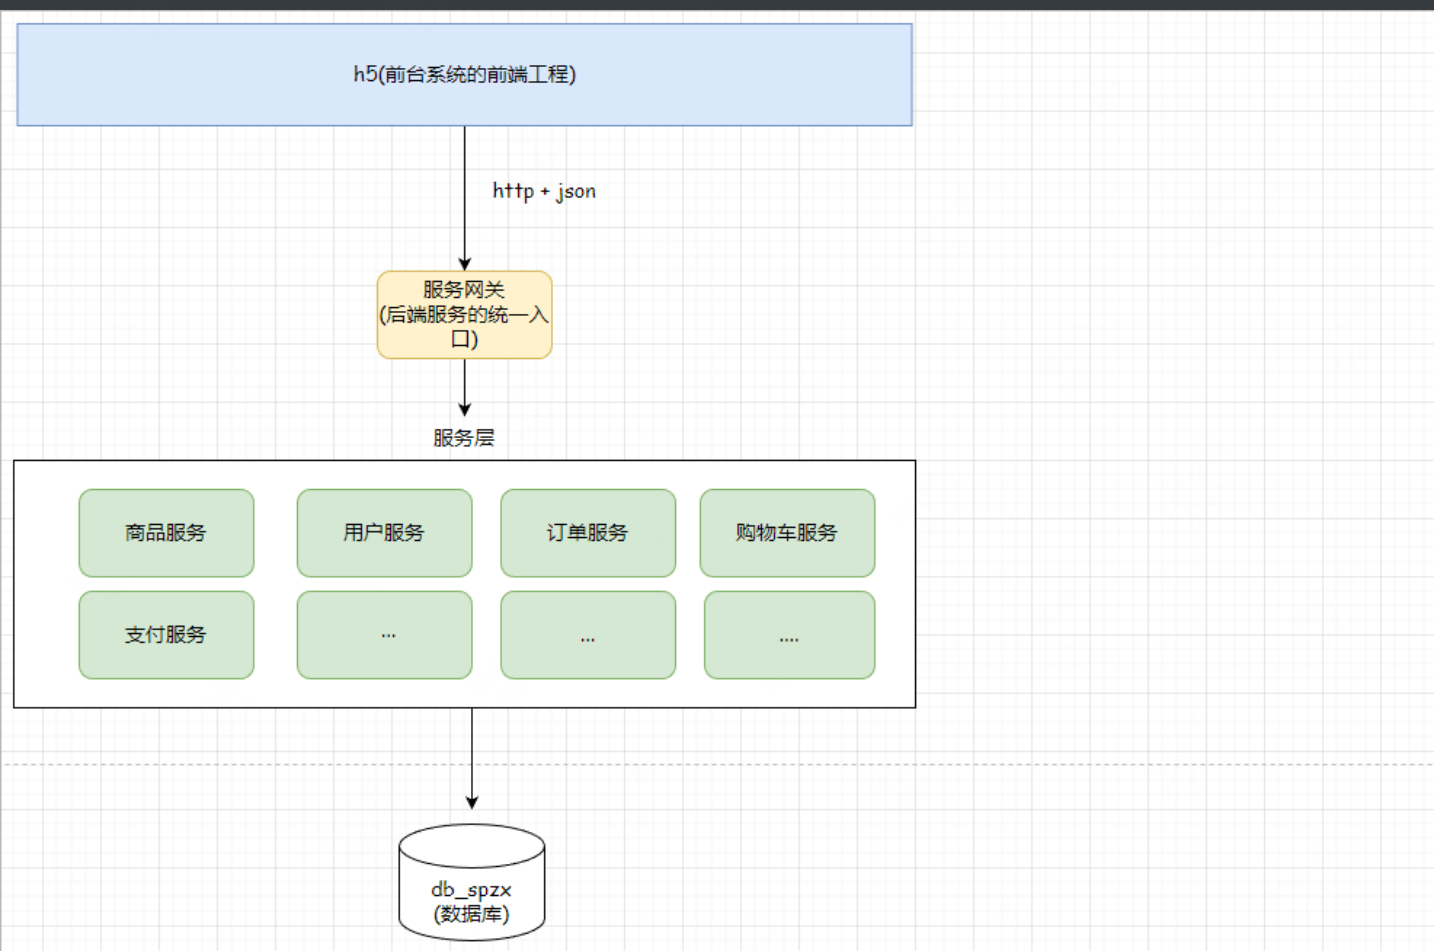 h5(前台系统的前端工程)
http + json
服务网关
(后端服务的统一入
口)
服务层
商品服务
用户服务
订单服务
购物车服务
支付服务
...
...
....
db_spzx
(数据库)